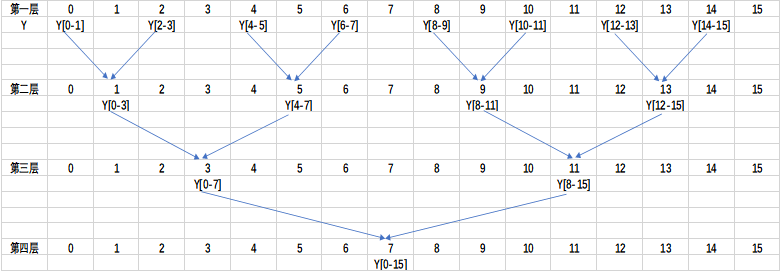 第一层 0 1 2 3 4 5 6 7 8 9 10 11 12 13 14 15
Y Y[0-1] Y[2-3] Y[4-5] Y[6-7] Y[8-9] Y[10-11] Y[12-13] Y[14-15]
第二层 0 1 2 3 4 5 6 7 8 9 10 11 12 13 14 15
Y[0-3] Y[4-7] Y[8-11] Y[12-15]
第三层 0 1 2 3 4 5 6 7 8 9 10 11 12 13 14 15
Y[0-7] Y[8-15]
第四层 0 1 2 3 4 5 6 7 8 9 10 11 12 13 14 15
Y[0-15]